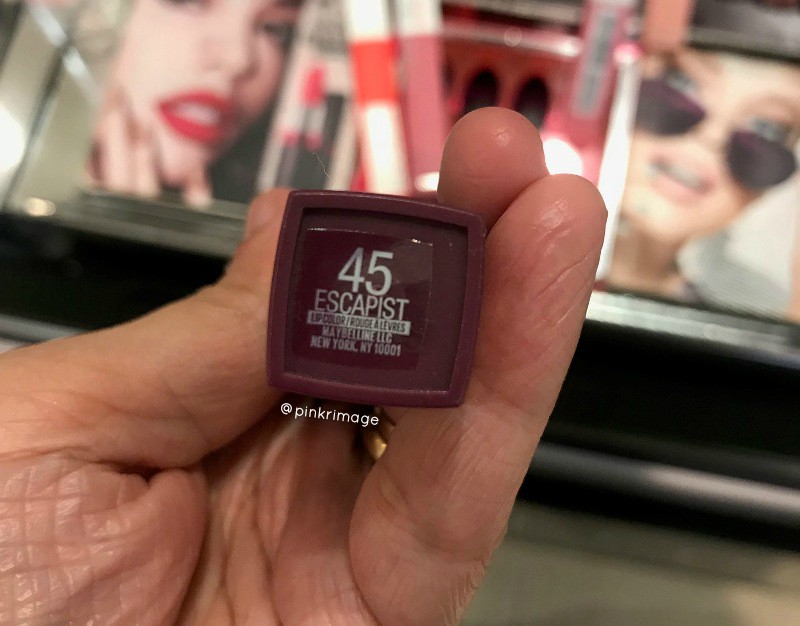 45
ESCAPIST
LIP COLOR / ROUGE À LÈVRES
MAYBELLINE LLC
NEW YORK, NY 10001
@pinkrimage